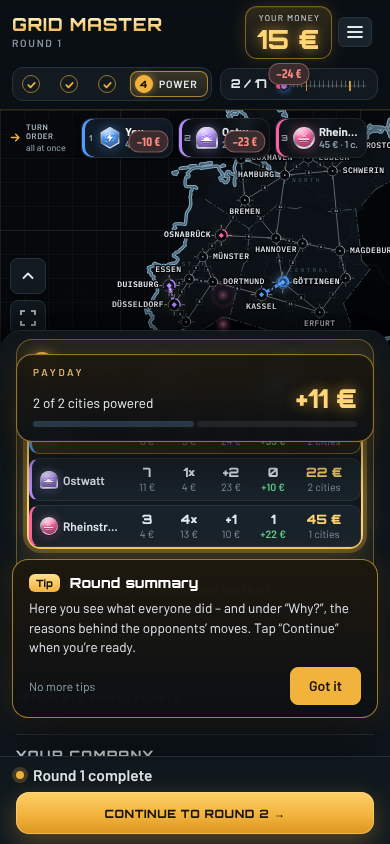 GRID MASTER
ROUND 1
YOUR MONEY
15 €
4 POWER
2 / 17
−24 €
TURN ORDER
all at once
1
−10 €
2
−23 €
3 Rhein...
45 € · 1 c.
HAMBURG
SCHWERIN
NORTH
BREMEN
OSNABRÜCK
HANNOVER
MAGDEBUR
MÜNSTER
ESSEN
DUISBURG
DORTMUND
GÖTTINGEN
DÜSSELDORF
KASSEL
ERFURT
PAYDAY
2 of 2 cities powered
+11 €
Ostwatt 7 1x +2 0 22 €
11 € 4 € 23 € +10 € 2 cities
Rheinstr... 3 4x +1 1 45 €
4 € 13 € 10 € +22 € 1 cities
Tip Round summary
Here you see what everyone did – and under “Why?”, the
reasons behind the opponents’ moves. Tap “Continue”
when you’re ready.
No more tips
Got it
YOUR COMPANY
Round 1 complete
CONTINUE TO ROUND 2 →